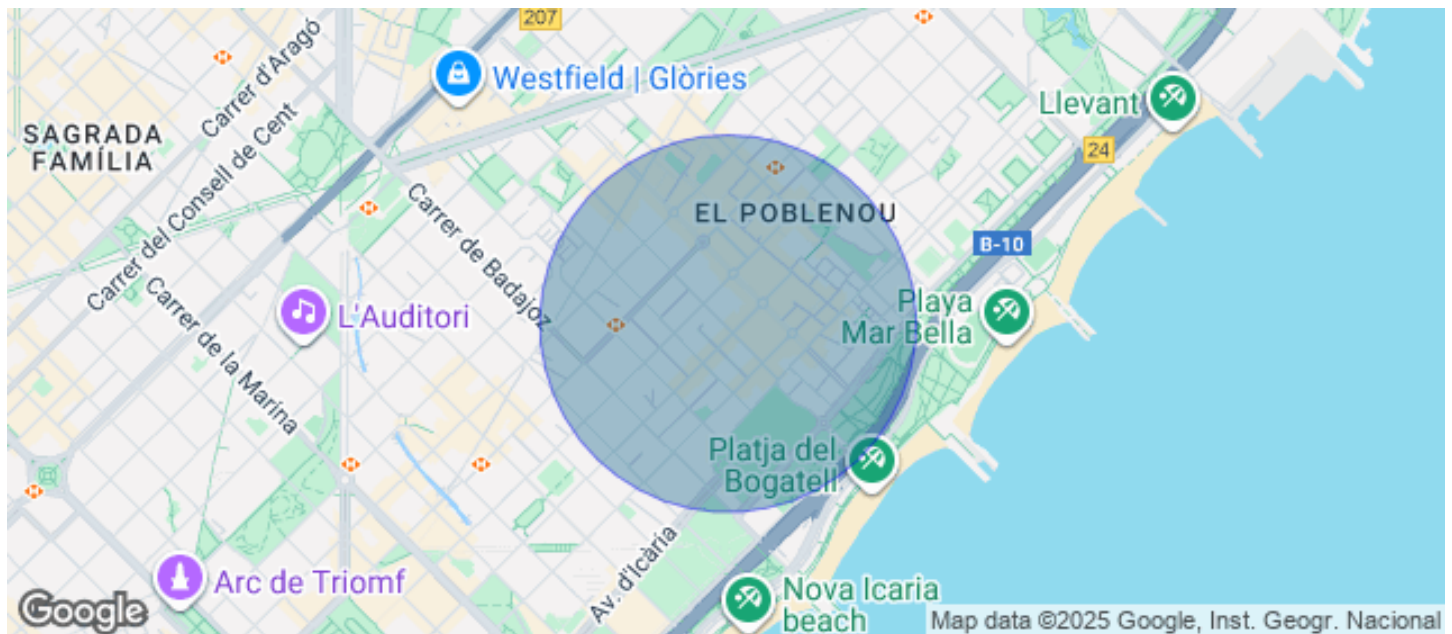 207
Carrer d'Aragó
Westfield | Glòries
Llevant
SAGRADA
FAMÍLIA
24
Carrer del Consell de Cent
Carrer de Badajoz
EL POBLENOU
B-10
Carrer de la Marina
L'Auditori
Playa
Mar Bella
Platja del
Bogatell
Av. d'Icària
Arc de Triomf
Nova Icaria
beach
Google
Map data ©2025 Google, Inst. Geogr. Nacional